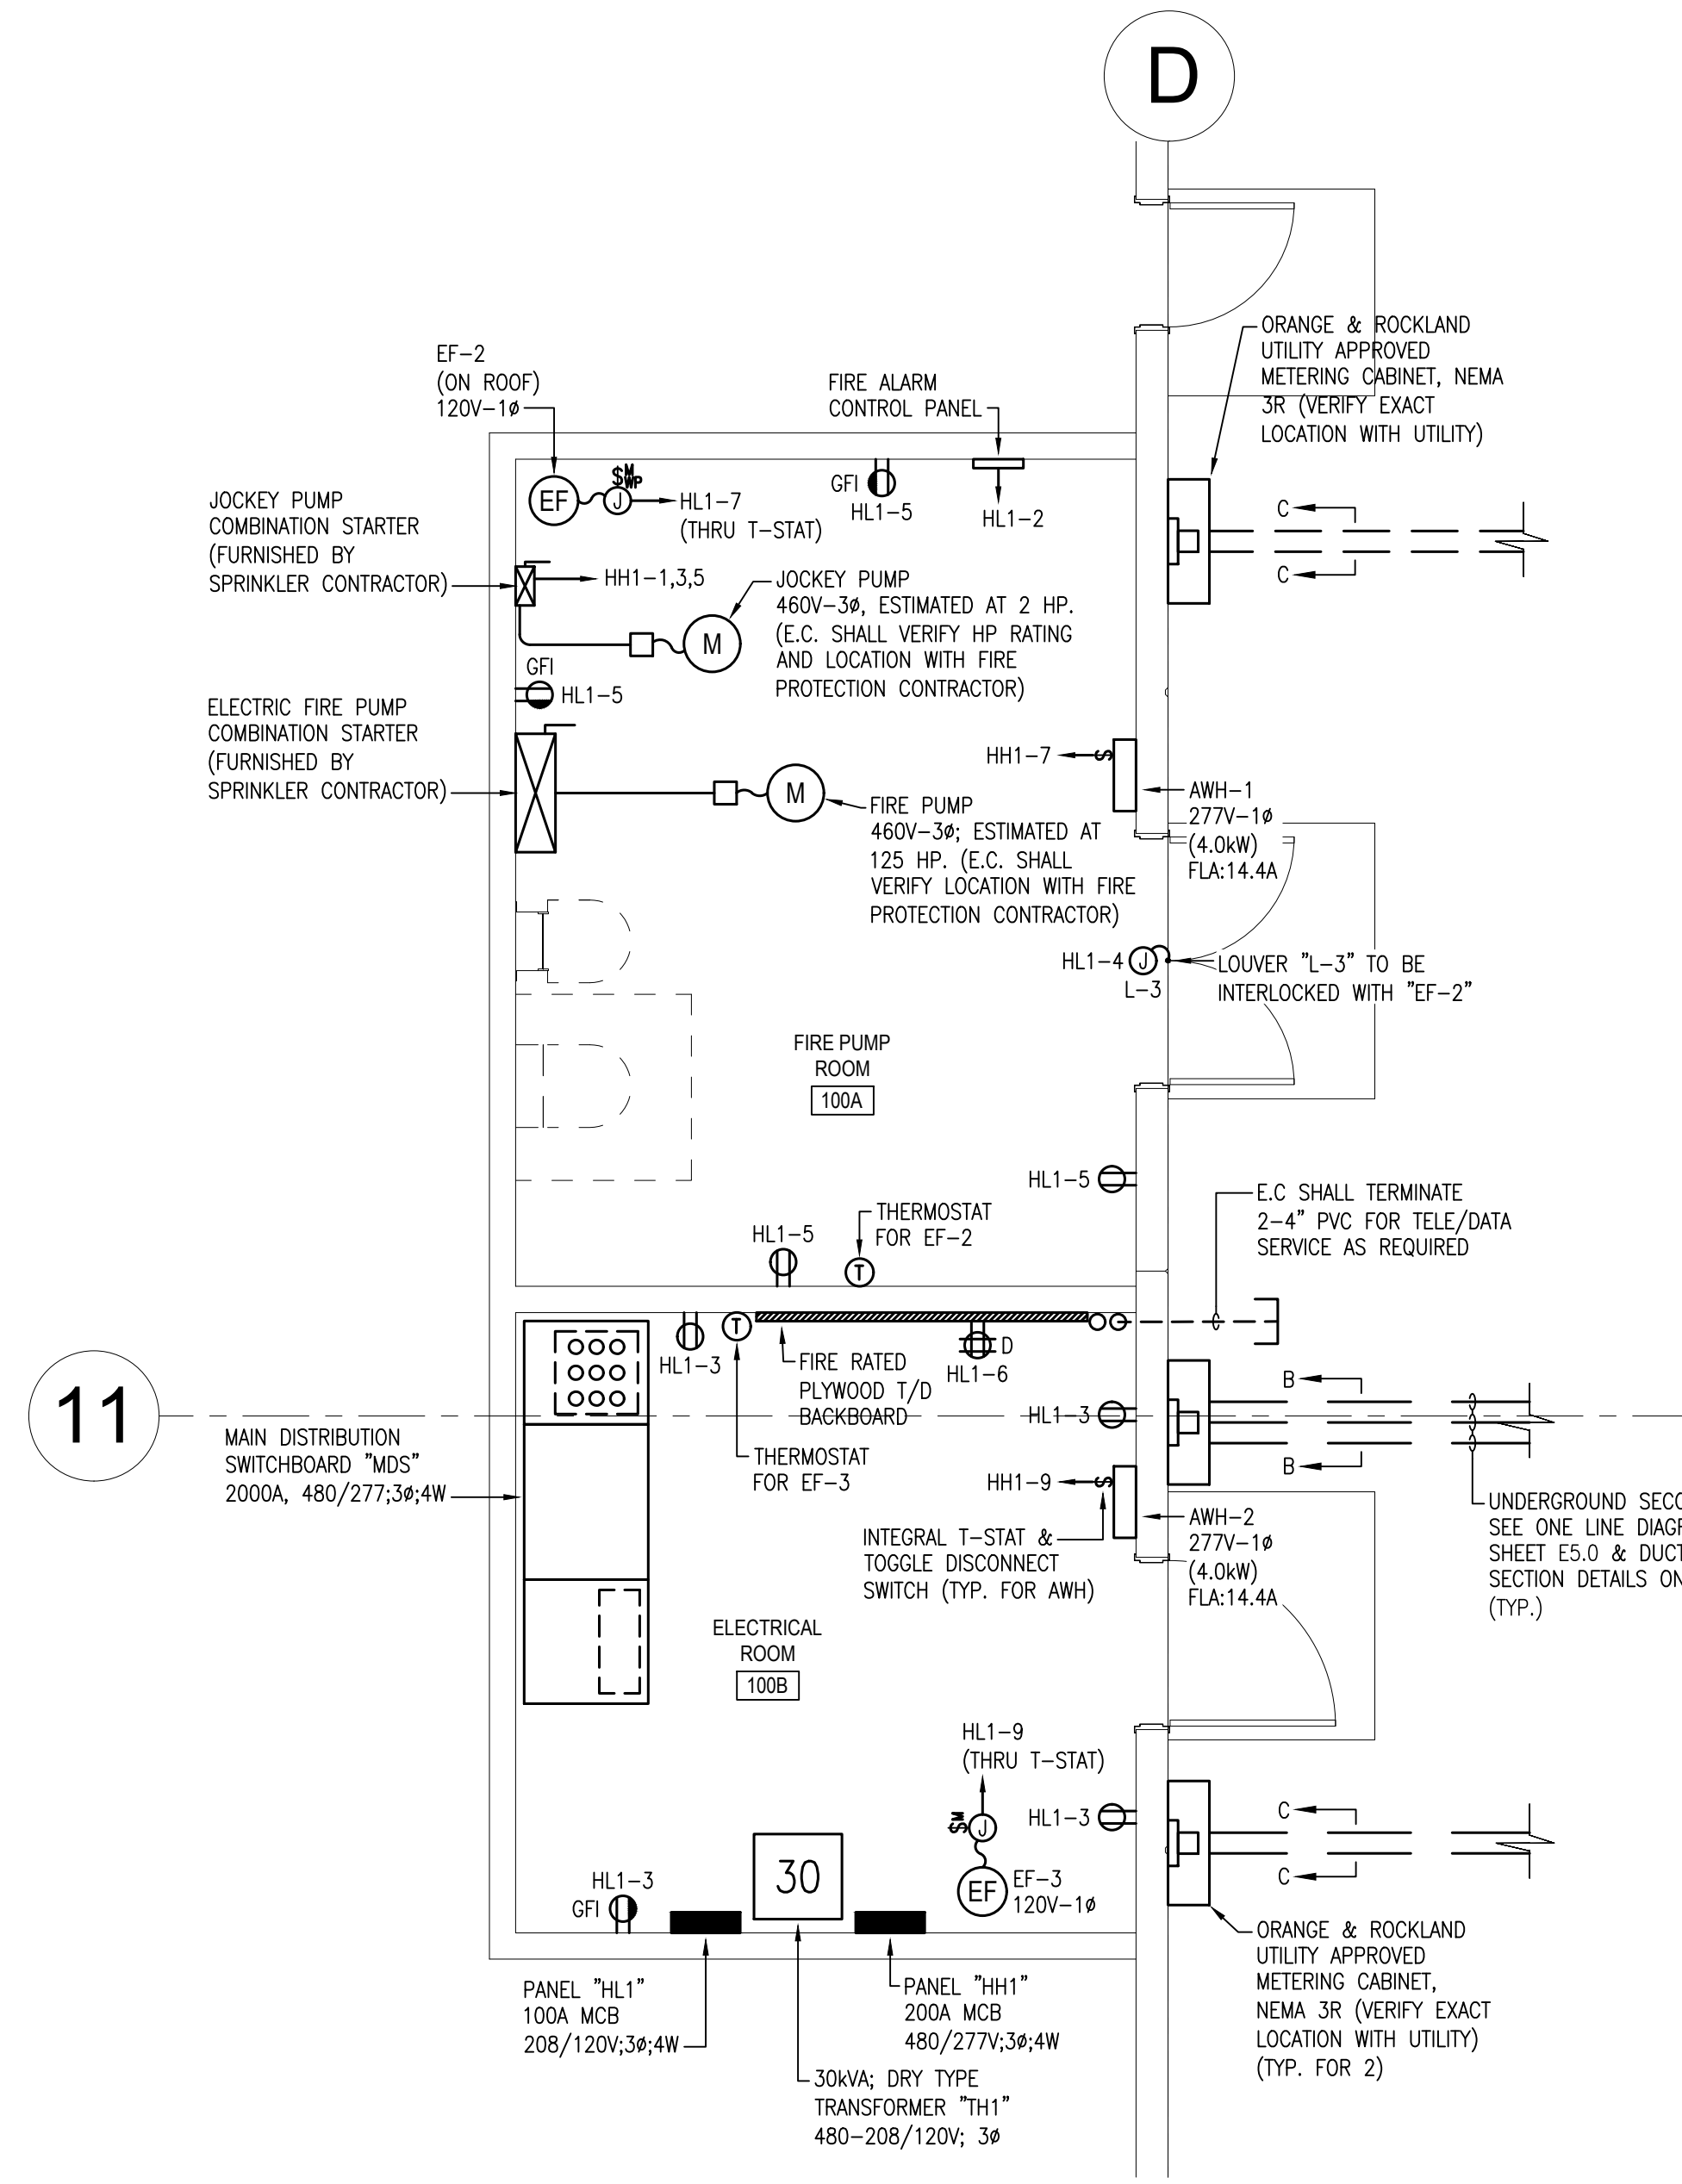 D
ORANGE & ROCKLAND
UTILITY APPROVED
METERING CABINET, NEMA
3R (VERIFY EXACT
LOCATION WITH UTILITY)
EF-2
(ON ROOF)
120V-1ø
FIRE ALARM
CONTROL PANEL
JOCKEY PUMP
COMBINATION STARTER
(FURNISHED BY
SPRINKLER CONTRACTOR)
EF
$M
WP
J
HL1-7
(THRU T-STAT)
GFI
HL1-5
HL1-2
C
C
HH1-1,3,5
M
JOCKEY PUMP
460V-3ø, ESTIMATED AT 2 HP.
(E.C. SHALL VERIFY HP RATING
AND LOCATION WITH FIRE
PROTECTION CONTRACTOR)
GFI
HL1-5
ELECTRIC FIRE PUMP
COMBINATION STARTER
(FURNISHED BY
SPRINKLER CONTRACTOR)
M
FIRE PUMP
460V-3ø; ESTIMATED AT
125 HP. (E.C. SHALL
VERIFY LOCATION WITH FIRE
PROTECTION CONTRACTOR)
HH1-7
S
AWH-1
277V-1ø
(4.0kW)
FLA:14.4A
HL1-4
J
L-3
LOUVER "L-3" TO BE
INTERLOCKED WITH "EF-2"
FIRE PUMP
ROOM
100A
HL1-5
E.C SHALL TERMINATE
2-4" PVC FOR TELE/DATA
SERVICE AS REQUIRED
HL1-5
THERMOSTAT
FOR EF-2
T
HL1-3
T
FIRE RATED
PLYWOOD T/D
BACKBOARD
D
HL1-6
THERMOSTAT
FOR EF-3
HL1-3
B
B
11
MAIN DISTRIBUTION
SWITCHBOARD "MDS"
2000A, 480/277;3ø;4W
HH1-9
S
INTEGRAL T-STAT &
TOGGLE DISCONNECT
SWITCH (TYP. FOR AWH)
AWH-2
277V-1ø
(4.0kW)
FLA:14.4A
UNDERGROUND
SEE ONE LINE
SHEET E5.0 & DUCT
SECTION DETAILS ON
(TYP.)
ELECTRICAL
ROOM
100B
HL1-9
(THRU T-STAT)
$M
J
HL1-3
EF
EF-3
120V-1ø
C
C
30
HL1-3
GFI
ORANGE & ROCKLAND
UTILITY APPROVED
METERING CABINET,
NEMA 3R (VERIFY EXACT
LOCATION WITH UTILITY)
(TYP. FOR 2)
PANEL "HL1"
100A MCB
208/120V;3ø;4W
PANEL "HH1"
200A MCB
480/277V;3ø;4W
30kVA; DRY TYPE
TRANSFORMER "TH1"
480-208/120V; 3ø